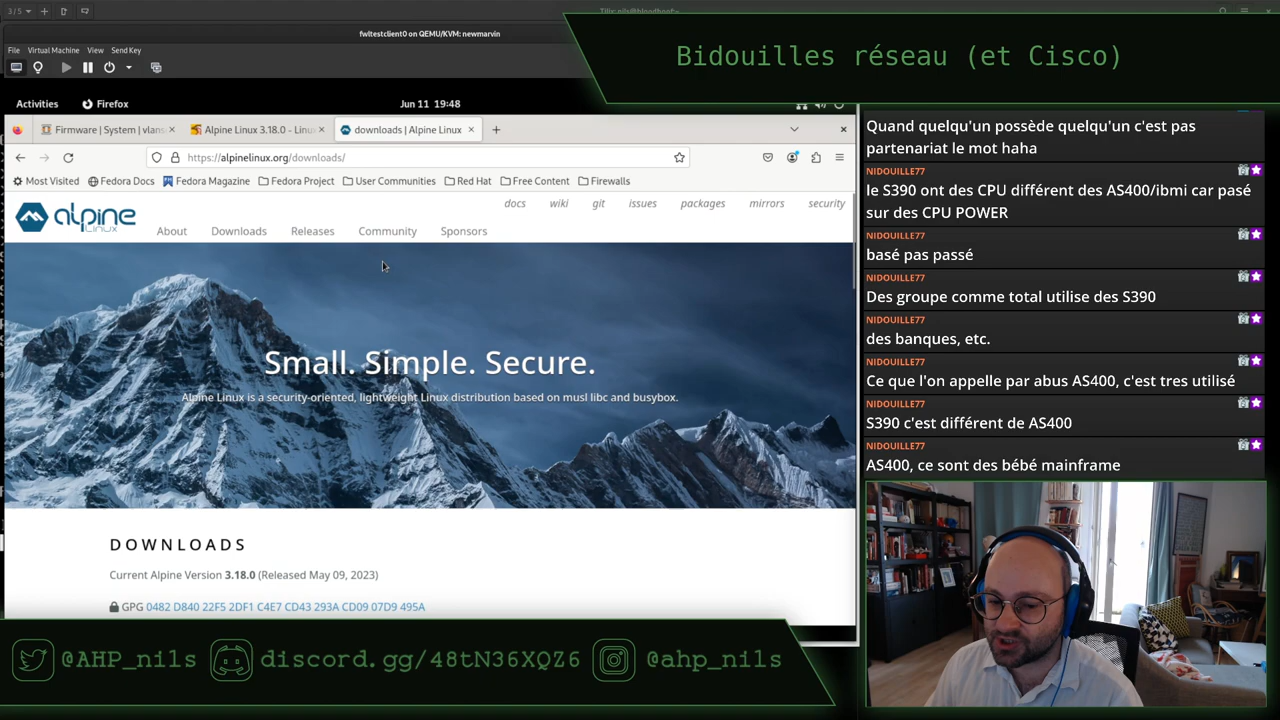 3 / 5
Tilix: nils@bloodhoof:~
fwltestclient0 on QEMU/KVM: newmarvin
File Virtual Machine View Send Key
Bidouilles réseau (et Cisco)
Activities Firefox Jun 11 19:48
Firmware | System | vlans × Alpine Linux 3.18.0 - Linu × downloads | Alpine Linux × +
https://alpinelinux.org/downloads/
Most Visited Fedora Docs Fedora Magazine Fedora Project User Communities Red Hat Free Content Firewalls
alpine Linux
docs wiki git issues packages mirrors security
About Downloads Releases Community Sponsors
Small. Simple. Secure.
Alpine Linux is a security-oriented, lightweight Linux distribution based on musl libc and busybox.
DOWNLOADS
Current Alpine Version 3.18.0 (Released May 09, 2023)
GPG 0482 D840 22F5 2DF1 C4E7 CD43 293A CD09 07D9 495A
Quand quelqu'un possède quelqu'un c'est pas
partenariat le mot haha
NIDOUILLE77
le S390 ont des CPU différent des AS400/ibmi car pasé
sur des CPU POWER
NIDOUILLE77
basé pas passé
NIDOUILLE77
Des groupe comme total utilise des S390
NIDOUILLE77
des banques, etc.
NIDOUILLE77
Ce que l'on appelle par abus AS400, c'est tres utilisé
NIDOUILLE77
S390 c'est différent de AS400
NIDOUILLE77
AS400, ce sont des bébé mainframe
@AHP_nils discord.gg/48tN36XQZ6 @ahp_nils